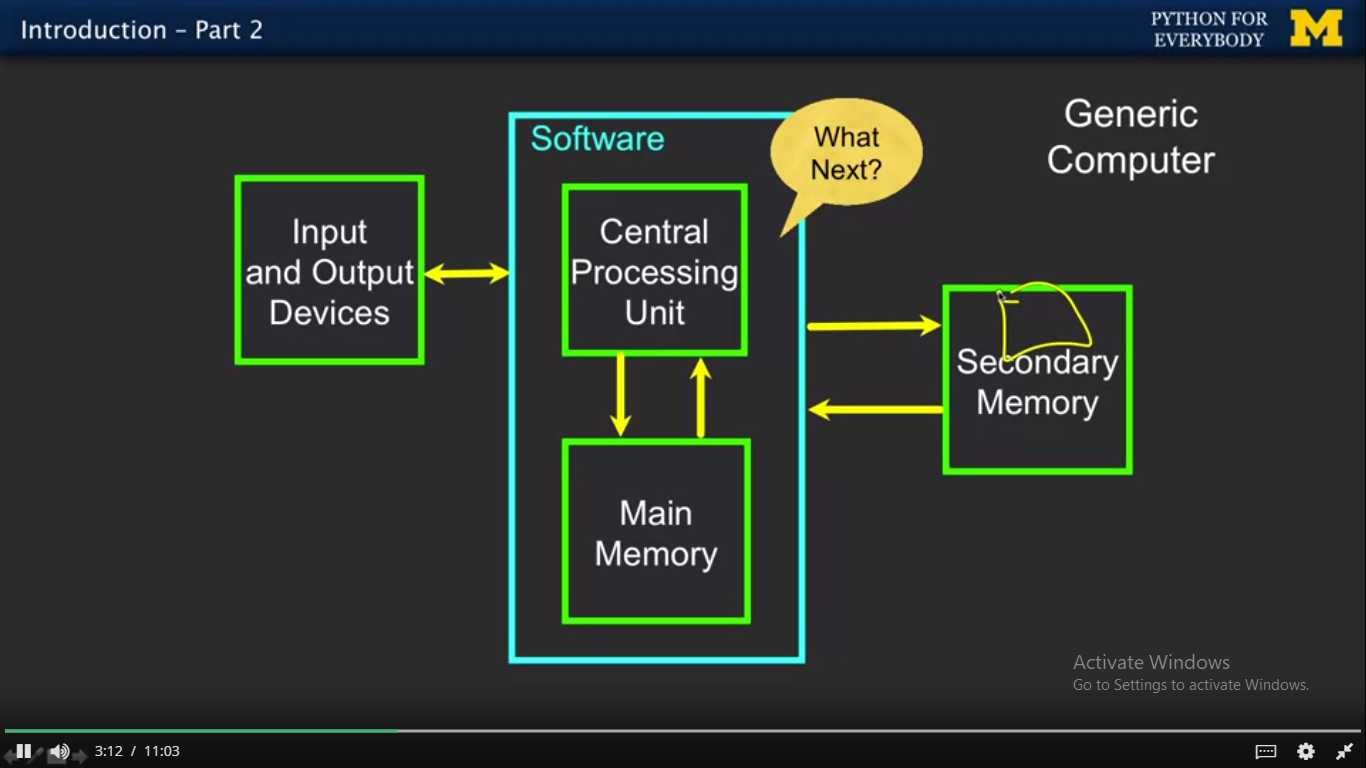 Introduction – Part 2
PYTHON FOR
EVERYBODY
M
Generic
Computer
Software
What
Next?
Input
and Output
Devices
Central
Processing
Unit
Secondary
Memory
Main
Memory
Activate Windows
Go to Settings to activate Windows.
3:12 / 11:03